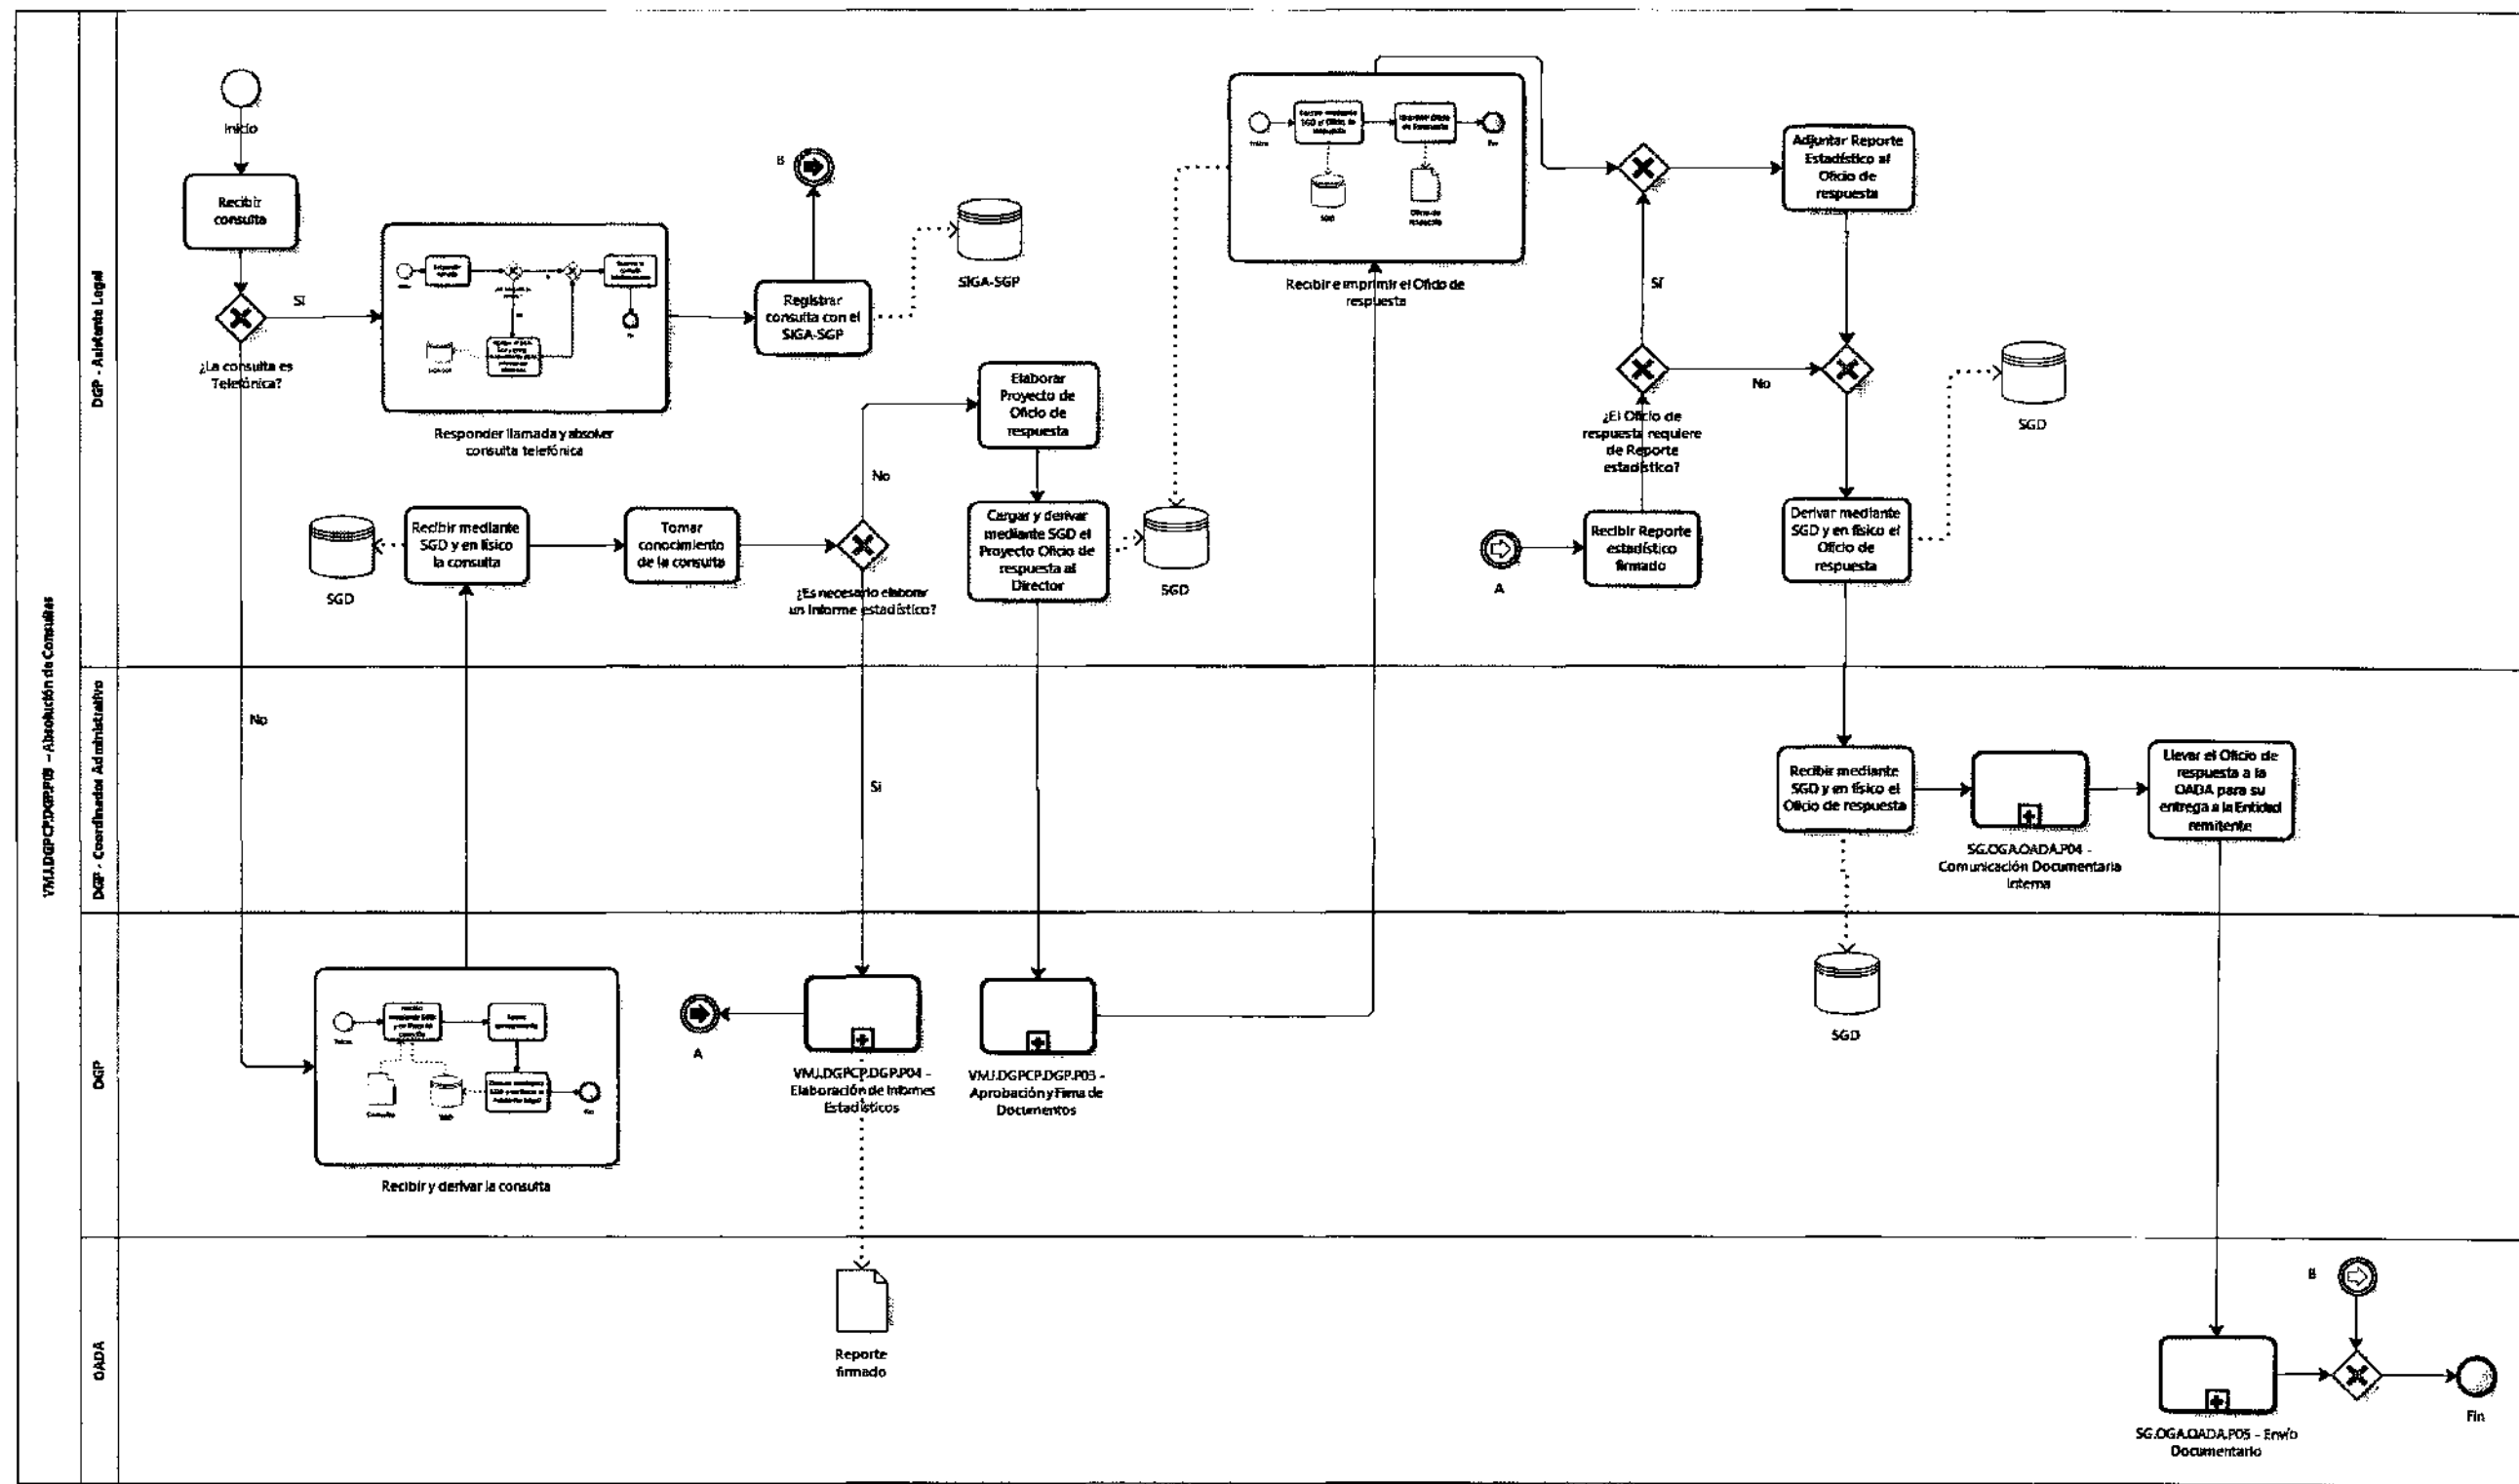 VMJ.DGPCP.DGP.P09 - Absolución de Consultas
DGP - Asistente Legal
Inicio
Recibir
consulta
¿La consulta es
Telefónica?
Sí
No
Responder llamada y absolver
consulta telefónica
Registrar
consulta con el
SIGA-SGP
B
SIGA-SGP
SGD
Recibir mediante
SGD y en físico
la consulta
Tomar
conocimiento
de la consulta
¿Es necesario elaborar
un Informe estadístico?
No
Sí
Elaborar
Proyecto de
Oficio de
respuesta
Cargar y derivar
mediante SGD el
Proyecto Oficio de
respuesta al
Director
SGD
Inicio
SGD
Oficio de
respuesta
Fin
Recibir e imprimir el Oficio de
respuesta
A
Recibir Reporte
estadístico
firmado
¿El Oficio de
respuesta requiere
de Reporte
estadístico?
Sí
No
Adjuntar Reporte
Estadístico al
Oficio de
respuesta
Derivar mediante
SGD y en físico el
Oficio de
respuesta
SGD
DGP - Coordinador Administrativo
Recibir mediante
SGD y en físico el
Oficio de respuesta
SG.OGA.OADA.P04 -
Comunicación Documentaria
Interna
Llevar el Oficio de
respuesta a la
OADA para su
entrega a la Entidad
remitente
DGP
Recibir y derivar la consulta
A
VMJ.DGPCP.DGP.P04 -
Elaboración de Informes
Estadísticos
VMJ.DGPCP.DGP.P03 -
Aprobación y Firma de
Documentos
SGD
OADA
Reporte
firmado
B
SG.OGA.OADA.P05 - Envío
Documentario
Fin